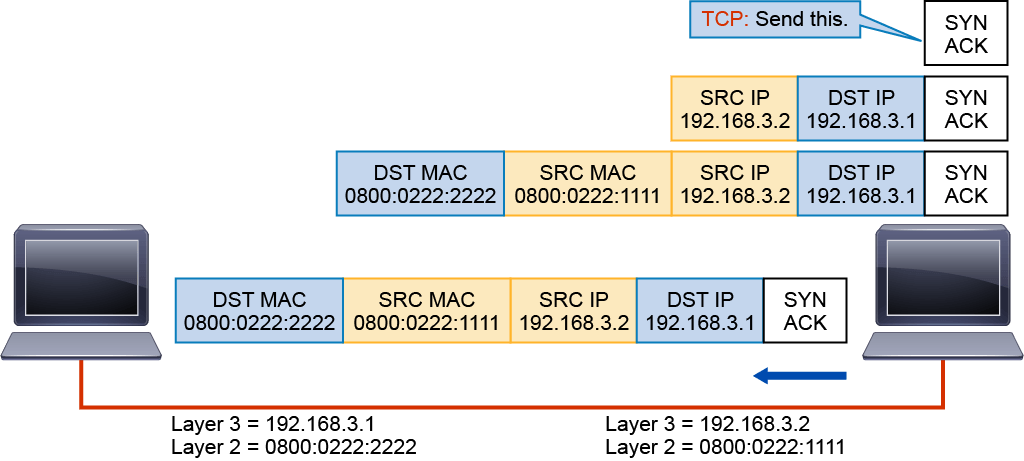 TCP: Send this.
SYN
ACK
SRC IP
192.168.3.2
DST IP
192.168.3.1
SYN
ACK
DST MAC
0800:0222:2222
SRC MAC
0800:0222:1111
SRC IP
192.168.3.2
DST IP
192.168.3.1
SYN
ACK
DST MAC
0800:0222:2222
SRC MAC
0800:0222:1111
SRC IP
192.168.3.2
DST IP
192.168.3.1
SYN
ACK
Layer 3 = 192.168.3.1
Layer 2 = 0800:0222:2222
Layer 3 = 192.168.3.2
Layer 2 = 0800:0222:1111